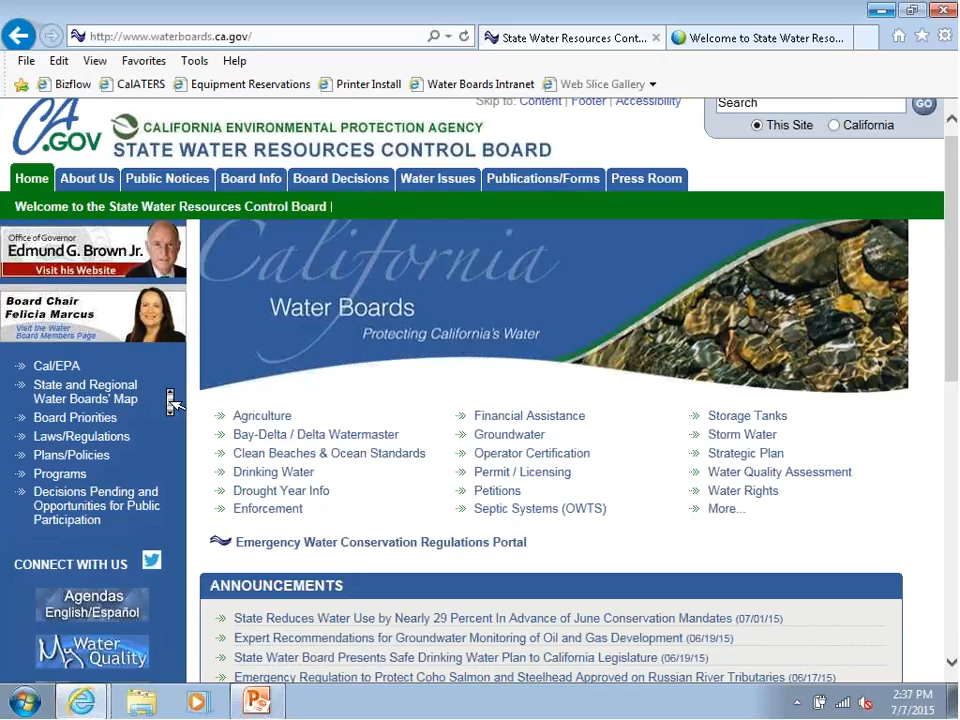 http://www.waterboards.ca.gov/
State Water Resources Cont...
Welcome to State Water Reso...
File Edit View Favorites Tools Help
Bizflow CalATERS Equipment Reservations Printer Install Water Boards Intranet Web Slice Gallery
Skip to: Content | Footer | Accessibility
Search GO
This Site California
CA.GOV
CALIFORNIA ENVIRONMENTAL PROTECTION AGENCY
STATE WATER RESOURCES CONTROL BOARD
Home About Us Public Notices Board Info Board Decisions Water Issues Publications/Forms Press Room
Welcome to the State Water Resources Control Board |
Office of Governor
Edmund G. Brown Jr.
Visit his Website
Board Chair
Felicia Marcus
Visit the Water
Board Members Page
Cal/EPA
State and Regional
Water Boards' Map
Board Priorities
Laws/Regulations
Plans/Policies
Programs
Decisions Pending and
Opportunities for Public
Participation
CONNECT WITH US
Agendas
English/Español
My Water
Quality
California
Water Boards
Protecting California's Water
Agriculture
Bay-Delta / Delta Watermaster
Clean Beaches & Ocean Standards
Drinking Water
Drought Year Info
Enforcement
Financial Assistance
Groundwater
Operator Certification
Permit / Licensing
Petitions
Septic Systems (OWTS)
Storage Tanks
Storm Water
Strategic Plan
Water Quality Assessment
Water Rights
More...
Emergency Water Conservation Regulations Portal
ANNOUNCEMENTS
State Reduces Water Use by Nearly 29 Percent In Advance of June Conservation Mandates (07/01/15)
Expert Recommendations for Groundwater Monitoring of Oil and Gas Development (06/19/15)
State Water Board Presents Safe Drinking Water Plan to California Legislature (06/19/15)
Emergency Regulation to Protect Coho Salmon and Steelhead Approved on Russian River Tributaries (06/17/15)
2:37 PM
7/7/2015